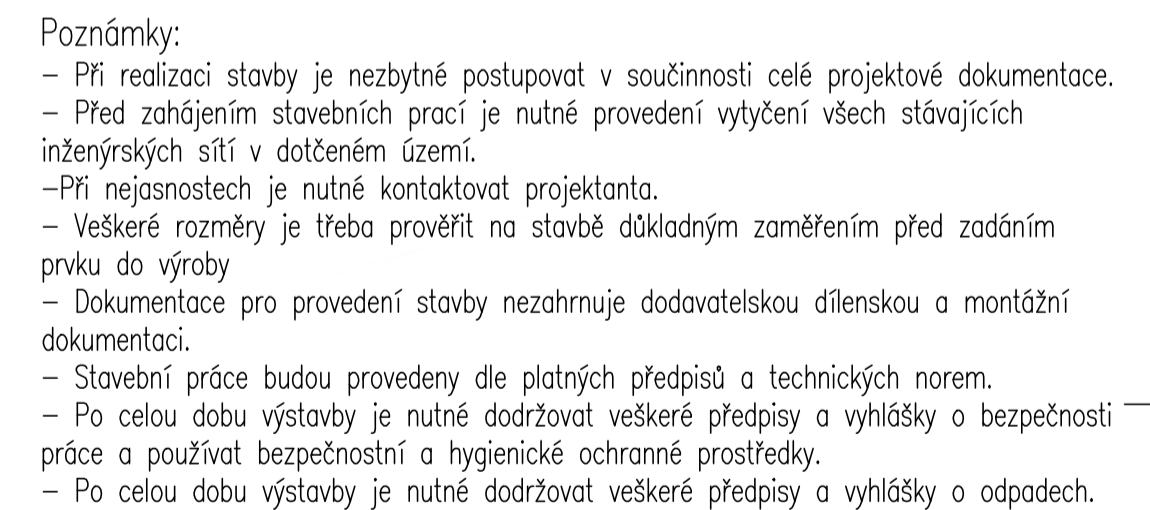 Poznámky:
– Při realizaci stavby je nezbytné postupovat v součinnosti celé projektové dokumentace.
– Před zahájením stavebních prací je nutné provedení vytyčení všech stávajících
inženýrských sítí v dotčeném území.
–Při nejasnostech je nutné kontaktovat projektanta.
– Veškeré rozměry je třeba prověřit na stavbě důkladným zaměřením před zadáním
prvku do výroby
– Dokumentace pro provedení stavby nezahrnuje dodavatelskou dílenskou a montážní
dokumentaci.
– Stavební práce budou provedeny dle platných předpisů a technických norem.
– Po celou dobu výstavby je nutné dodržovat veškeré předpisy a vyhlášky o bezpečnosti
práce a používat bezpečnostní a hygienické ochranné prostředky.
– Po celou dobu výstavby je nutné dodržovat veškeré předpisy a vyhlášky o odpadech.